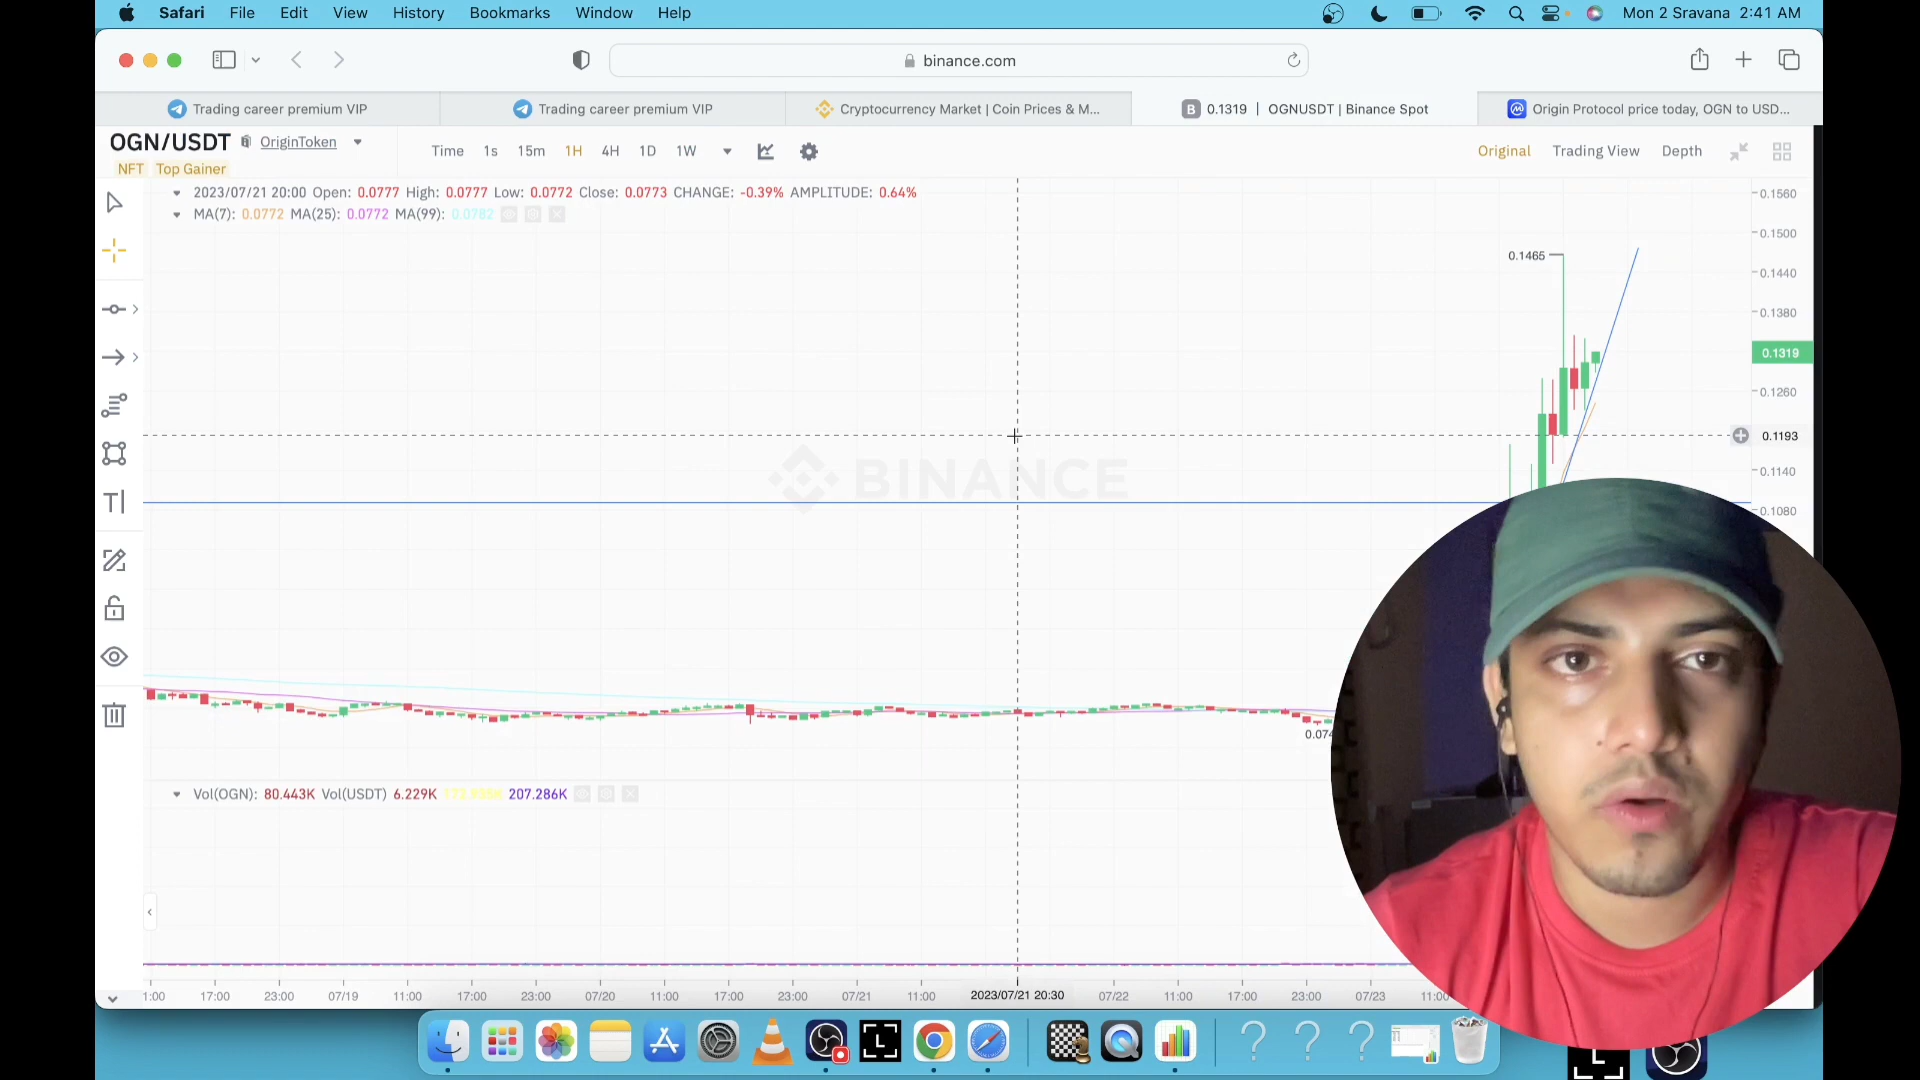 Safari File Edit View History Bookmarks Window Help Mon 2 Sravana 2:41 AM
binance.com
Trading career premium VIP
Trading career premium VIP
Cryptocurrency Market | Coin Prices & M...
B 0.1319 | OGNUSDT | Binance Spot
Origin Protocol price today, OGN to USD...
OGN/USDT OriginToken
NFT Top Gainer
Time 1s 15m 1H 4H 1D 1W
Original Trading View Depth
2023/07/21 20:00 Open: 0.0777 High: 0.0777 Low: 0.0772 Close: 0.0773 CHANGE: -0.39% AMPLITUDE: 0.64%
MA(7): 0.0772 MA(25): 0.0772 MA(99): 0.0782
0.1560
0.1500
0.1465
0.1440
0.1380
0.1319
0.1260
0.1193
0.1140
0.1080
BINANCE
0.074
Vol(OGN): 80.443K Vol(USDT) 6.229K 207.286K
1:00 17:00 23:00 07/19 11:00 17:00 23:00 07/20 11:00 17:00 23:00 07/21 11:00 2023/07/21 20:30 07/22 11:00 17:00 23:00 07/23 11:00